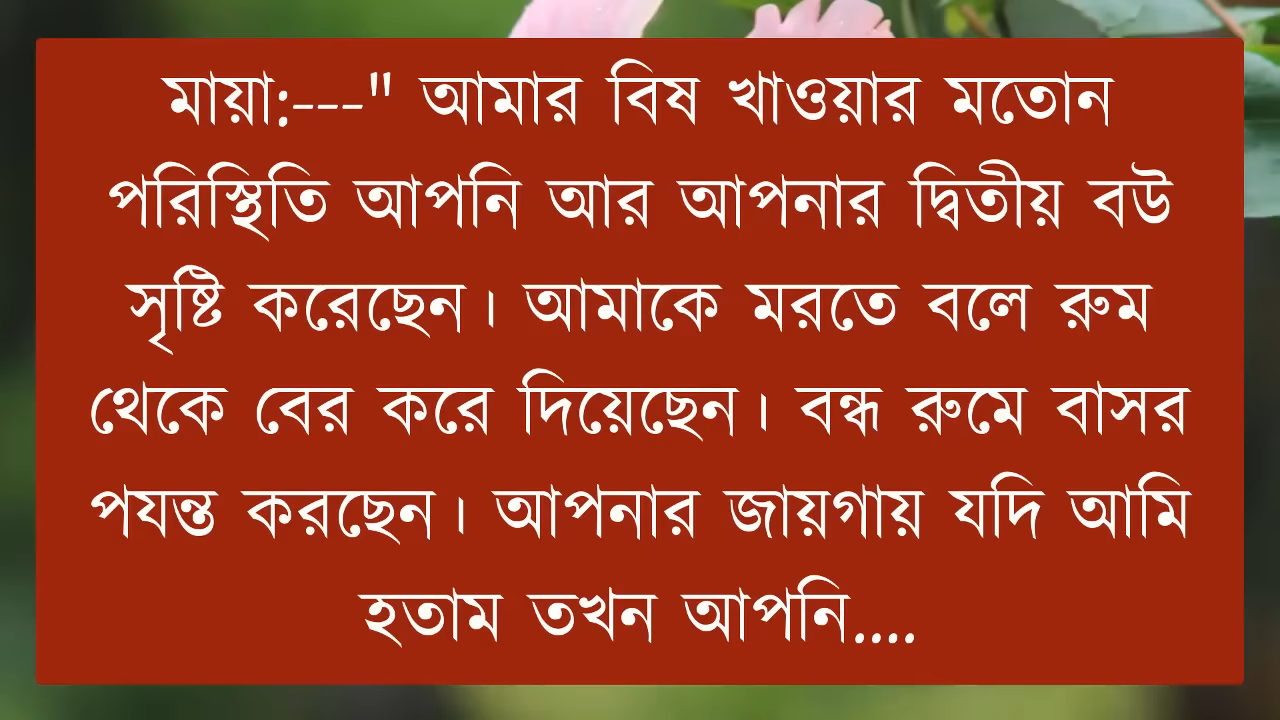 মায়া:---" আমার বিষ খাওয়ার মতোন
পরিস্থিতি আপনি আর আপনার দ্বিতীয় বউ
সৃষ্টি করেছেন। আমাকে মরতে বলে রুম
থেকে বের করে দিয়েছেন। বন্ধ রুমে বাসর
পযন্ত করছেন। আপনার জায়গায় যদি আমি
হতাম তখন আপনি....